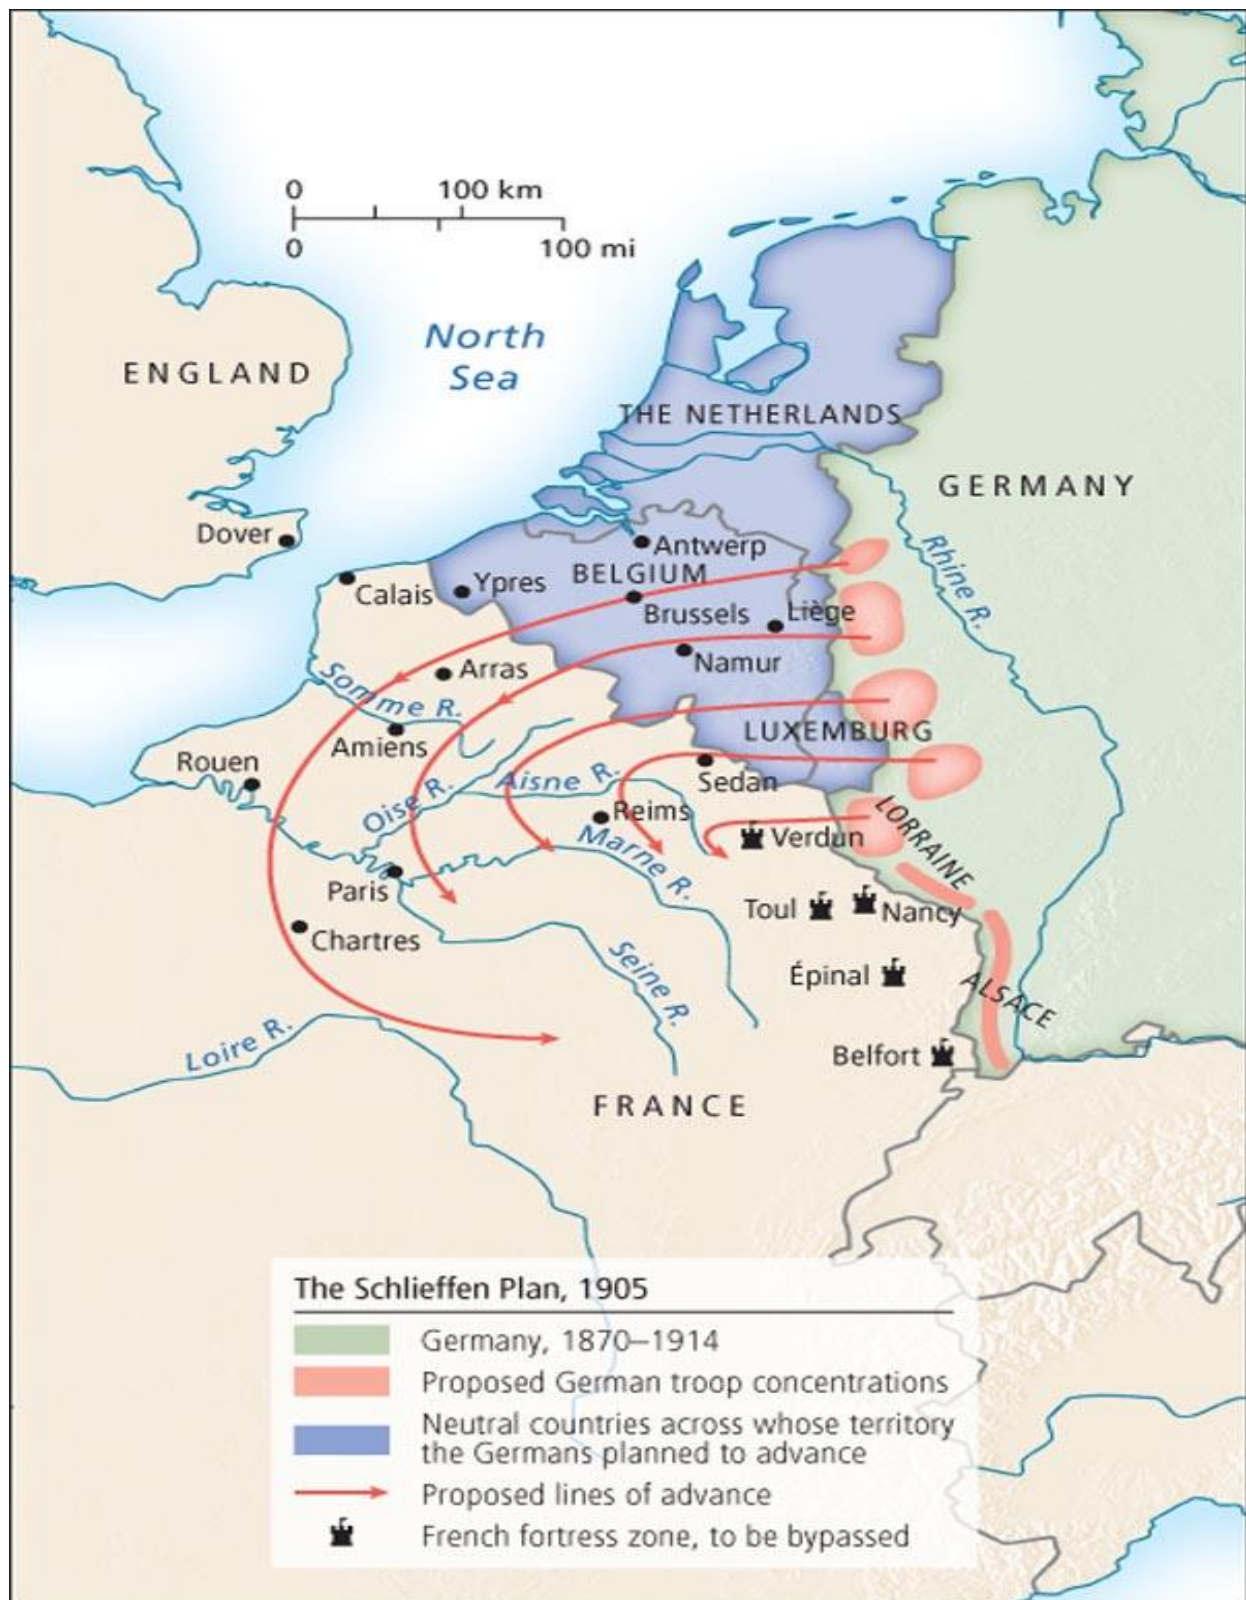 0 100 km
0 100 mi
North
Sea
ENGLAND
THE NETHERLANDS
GERMANY
Dover
Antwerp
Rhine R.
BELGIUM
Calais
Ypres
Brussels
Liège
Namur
Arras
Somme R.
LUXEMBURG
Amiens
Rouen
Sedan
Aisne R.
Oise R.
Reims
LORRAINE
Verdun
Marne R.
Paris
Toul
Nancy
Chartres
Seine R.
Épinal
ALSACE
Loire R.
Belfort
FRANCE
The Schlieffen Plan, 1905
Germany, 1870–1914
Proposed German troop concentrations
Neutral countries across whose territory
the Germans planned to advance
Proposed lines of advance
French fortress zone, to be bypassed